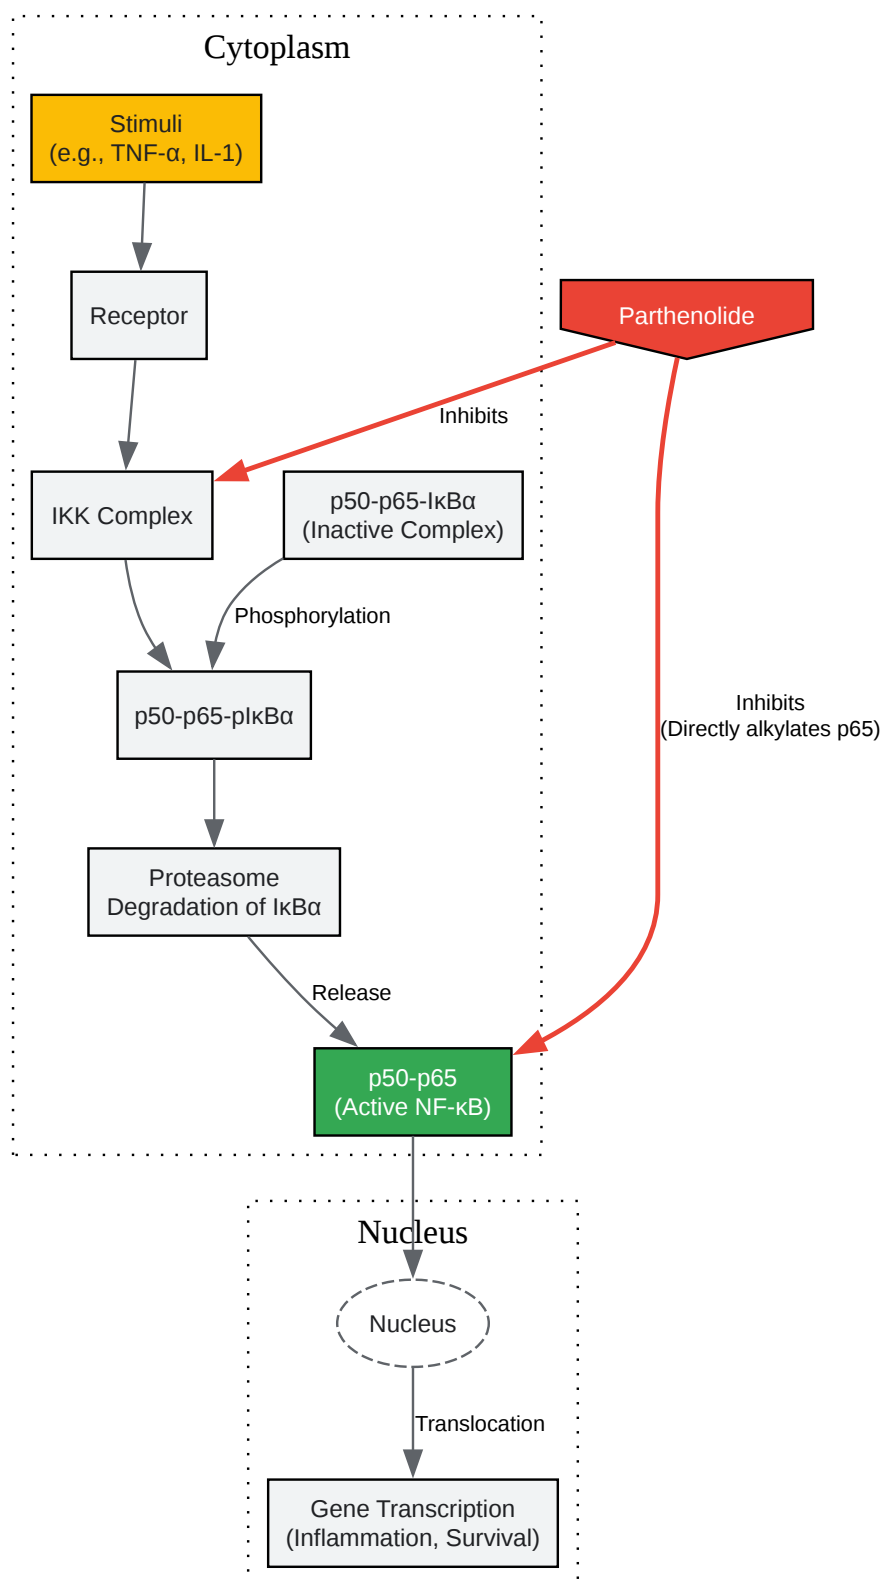 Cytoplasm
Stimuli
(e.g., TNF-α, IL-1)
Receptor
Parthenolide
Inhibits
IKK Complex
p50-p65-IκBα
(Inactive Complex)
Phosphorylation
p50-p65-pIκBα
Inhibits
(Directly alkylates p65)
Proteasome
Degradation of IκBα
Release
p50-p65
(Active NF-κB)
Nucleus
Nucleus
Translocation
Gene Transcription
(Inflammation, Survival)